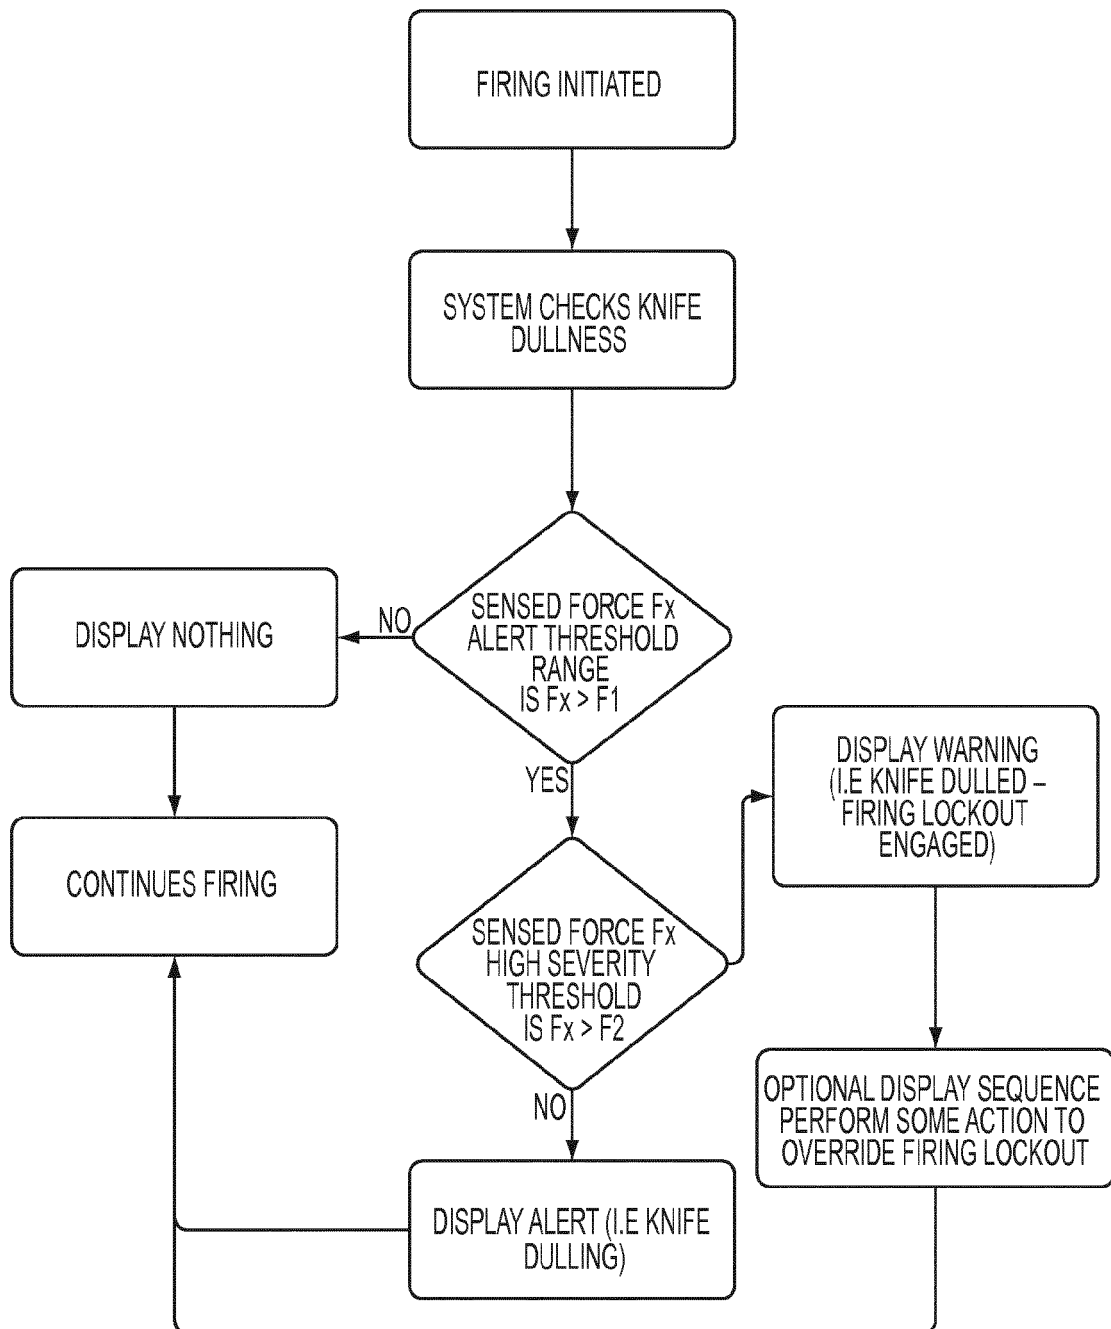 FIRING INITIATED
SYSTEM CHECKS KNIFE
DULLNESS
SENSED FORCE Fx
ALERT THRESHOLD
RANGE
IS Fx > F1
NO
DISPLAY NOTHING
YES
CONTINUES FIRING
DISPLAY WARNING
(I.E KNIFE DULLED –
FIRING LOCKOUT
ENGAGED)
SENSED FORCE Fx
HIGH SEVERITY
THRESHOLD
IS Fx > F2
NO
OPTIONAL DISPLAY SEQUENCE
PERFORM SOME ACTION TO
OVERRIDE FIRING LOCKOUT
DISPLAY ALERT (I.E KNIFE
DULLING)